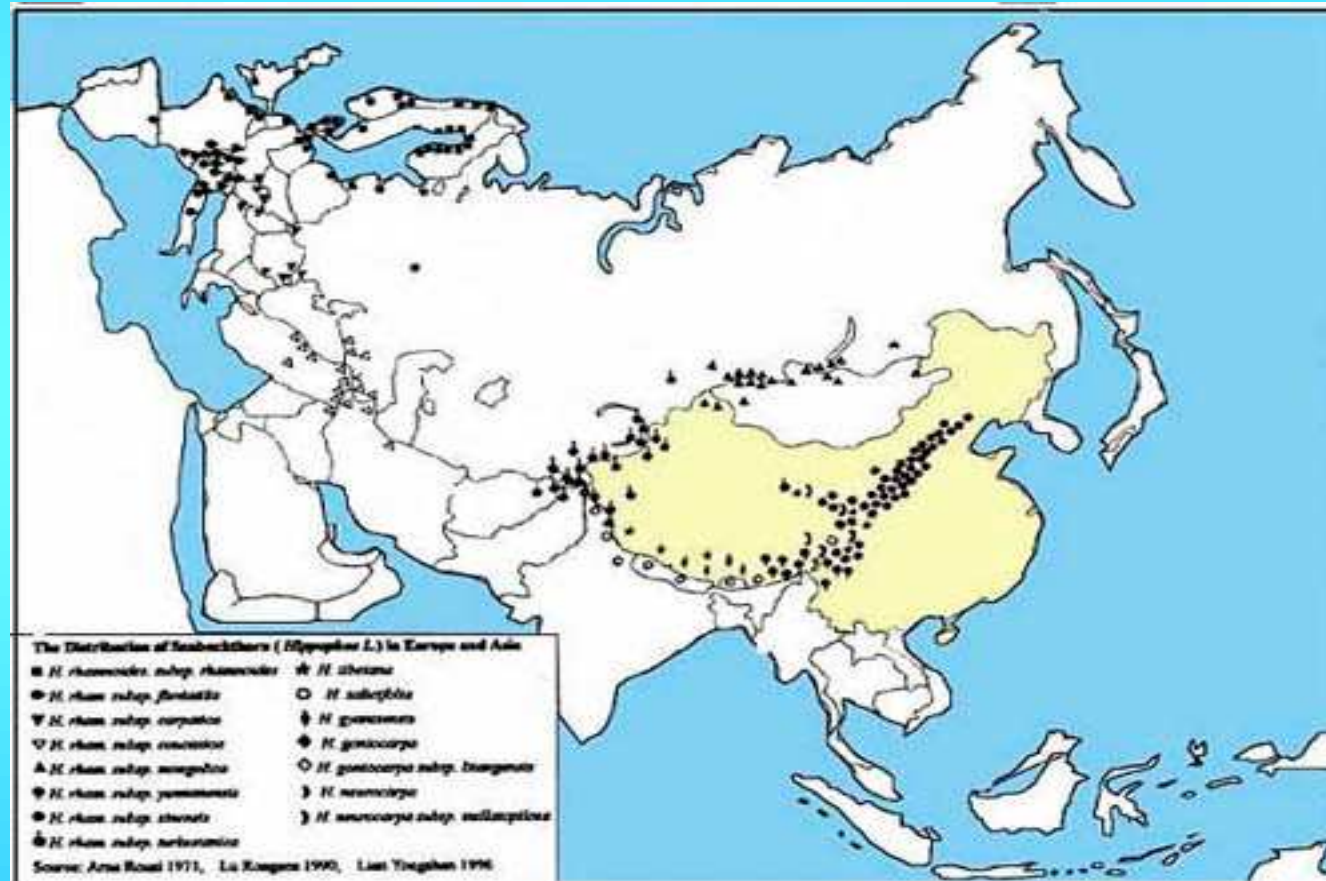 The Distribution of Seabuckthorn ( Hippophae L.) in Europe and Asia
H. rhamnoides. subsp. rhamnoides
H. rham. subsp. fluviatilis
H. rham. subsp. carpatica
H. rham. subsp. caucasica
H. rham. subsp. mongolica
H. rham. subsp. yunnanensis
H. rham. subsp. sinensis
H. rham. subsp. turkestanica
H. tibetana
H. salicifolia
H. gyantsensis
H. goniocarpa
H. goniocarpa subsp. litangensis
H. neurocarpa
H. neurocarpa subsp. stellatopilosa
Source: Arne Rousi 1971, Lu Rongsen 1990, Lian Yongshan 1996